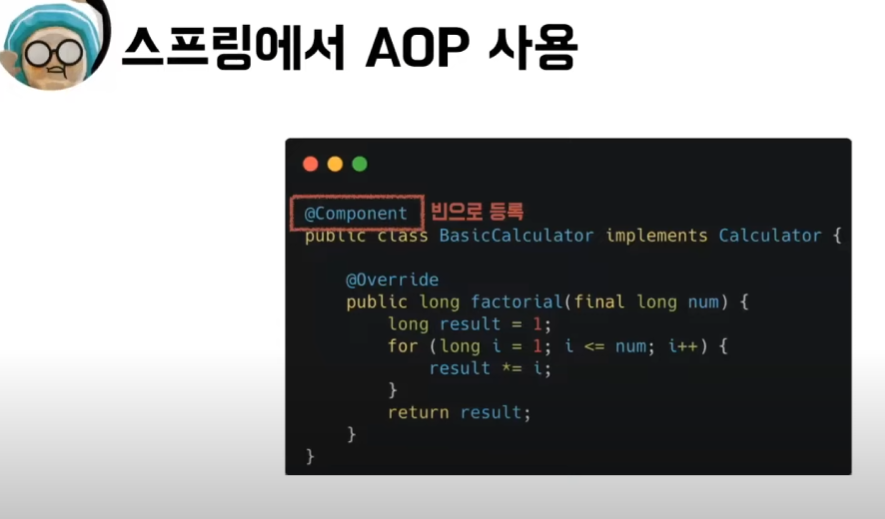 스프링에서 AOP 사용
@Component 빈으로 등록
public class BasicCalculator implements Calculator {
@Override
public long factorial(final long num) {
long result = 1;
for (long i = 1; i <= num; i++) {
result *= i;
}
return result;
}
}